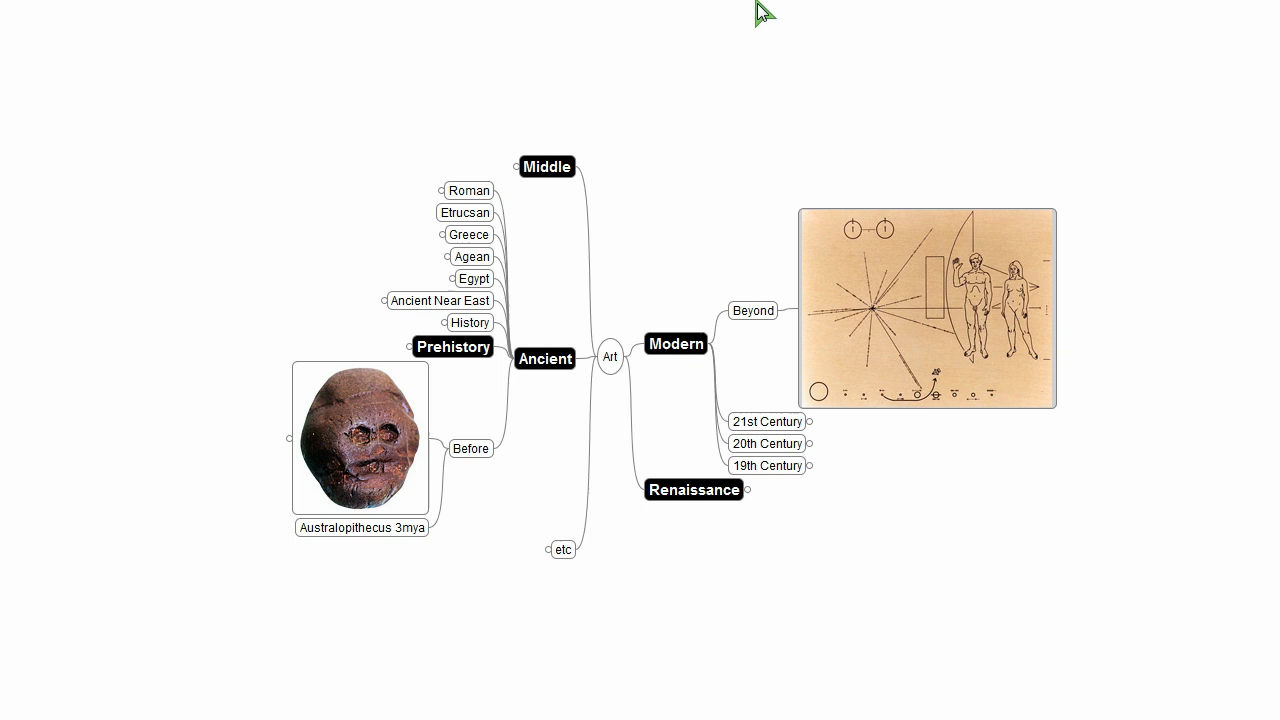 Middle
Roman
Etrucsan
Greece
Agean
Egypt
Ancient Near East
History
Prehistory
Ancient
Before
Australopithecus 3mya
etc
Art
Modern
Beyond
21st Century
20th Century
19th Century
Renaissance